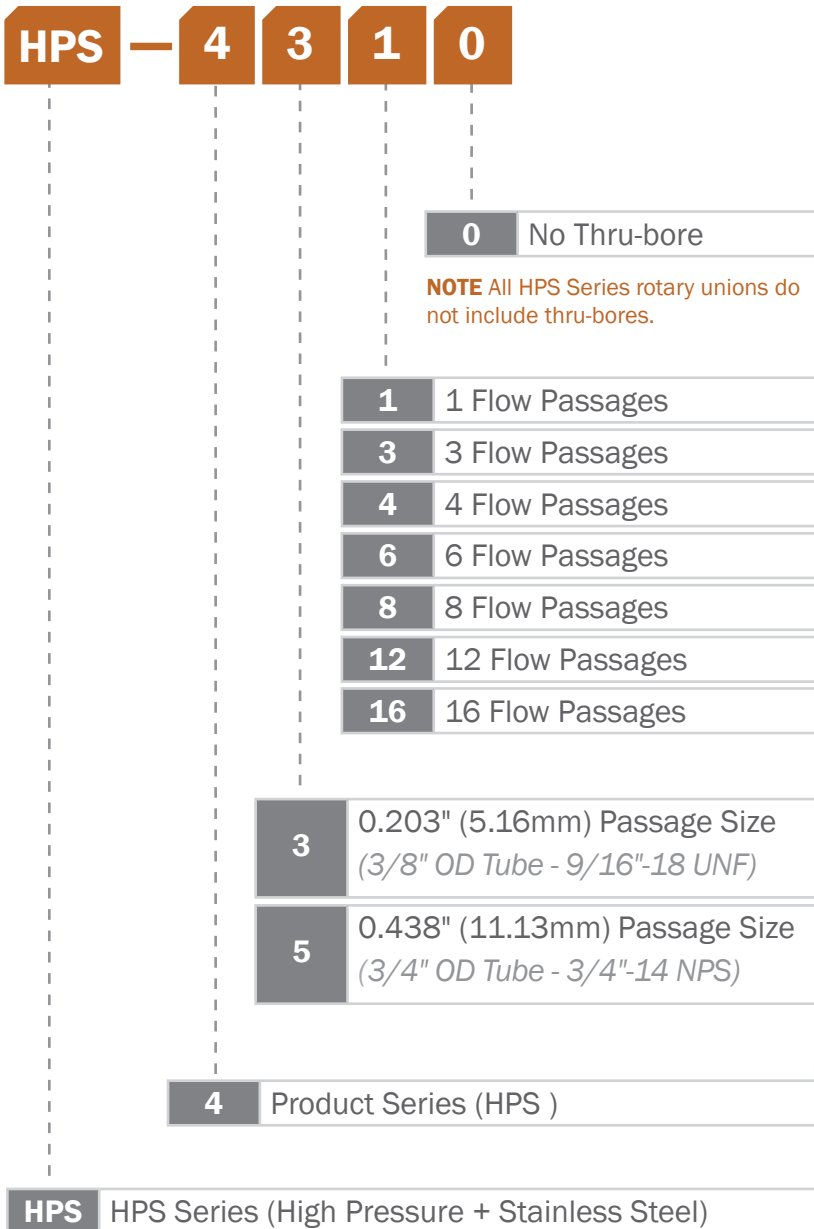 HPS — 4 3 1 0
0 No Thru-bore
NOTE All HPS Series rotary unions do
not include thru-bores.
1 1 Flow Passages
3 3 Flow Passages
4 4 Flow Passages
6 6 Flow Passages
8 8 Flow Passages
12 12 Flow Passages
16 16 Flow Passages
3 0.203" (5.16mm) Passage Size
(3/8" OD Tube - 9/16"-18 UNF)
5 0.438" (11.13mm) Passage Size
(3/4" OD Tube - 3/4"-14 NPS)
4 Product Series (HPS )
HPS HPS Series (High Pressure + Stainless Steel)